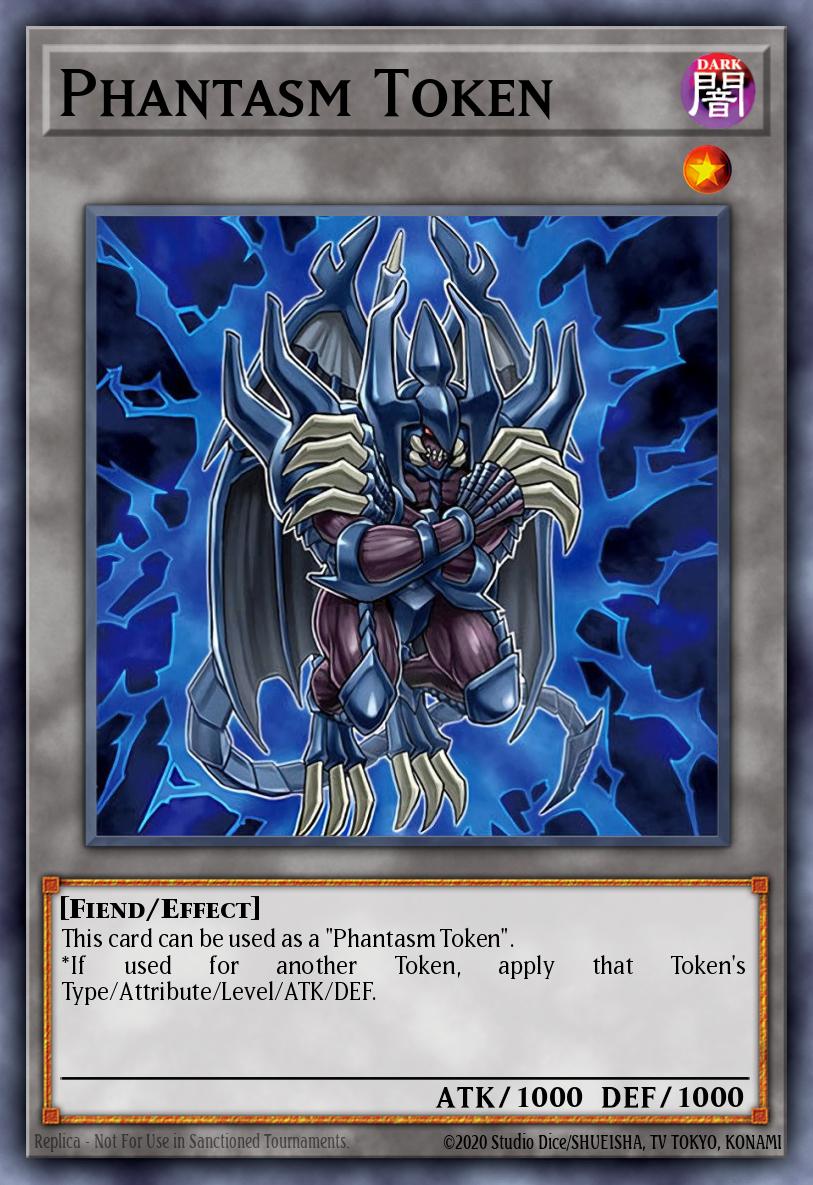 Phantasm Token
DARK
闇
[Fiend/Effect]
This card can be used as a "Phantasm Token".
*If used for another Token, apply that Token's
Type/Attribute/Level/ATK/DEF.
ATK/1000 DEF/1000
Replica - Not For Use in Sanctioned Tournaments.
©2020 Studio Dice/SHUEISHA, TV TOKYO, KONAMI